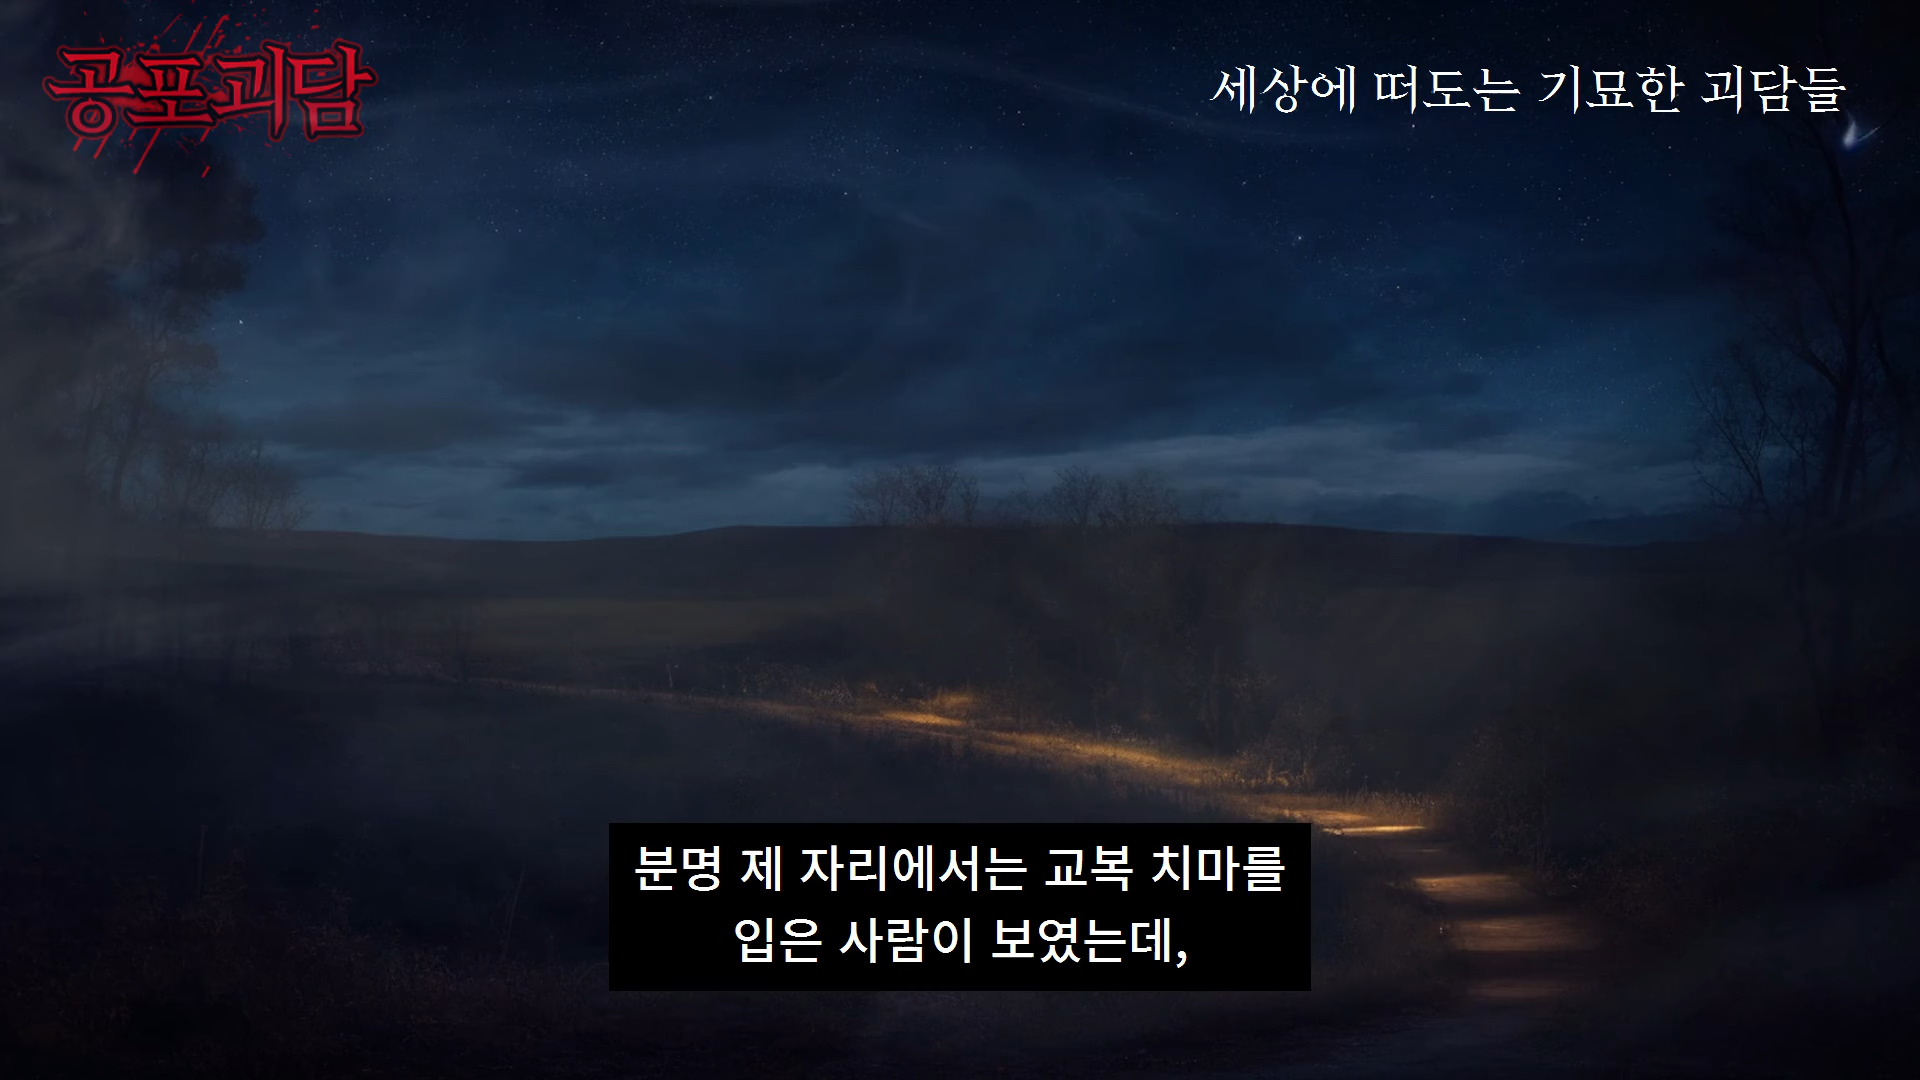 공포괴담
세상에 떠도는 기묘한 괴담들
분명 제 자리에서는 교복 치마를
입은 사람이 보였는데,